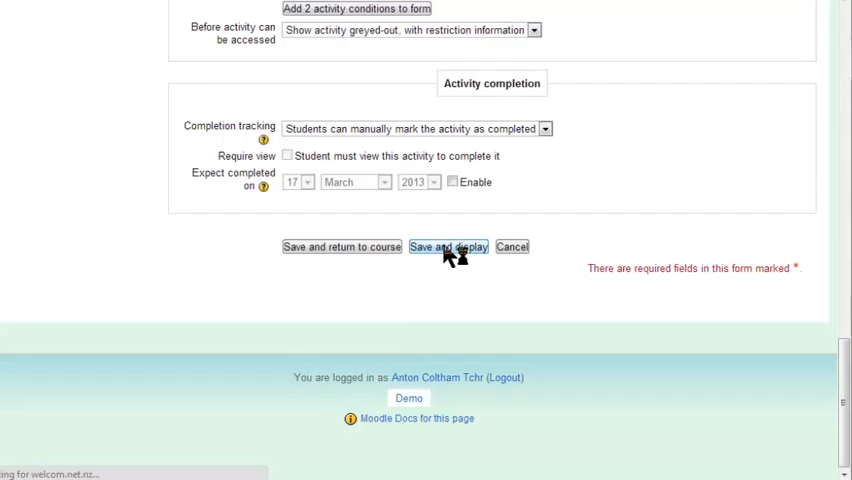 Add 2 activity conditions to form
Before activity can
be accessed
Show activity greyed-out, with restriction information
Activity completion
Completion tracking
Students can manually mark the activity as completed
Require view
Student must view this activity to complete it
Expect completed
on
17
March
2013
Enable
Save and return to course
Save and display
Cancel
There are required fields in this form marked *.
You are logged in as Anton Coltham Tchr (Logout)
Demo
Moodle Docs for this page
for welcom.net.nz...